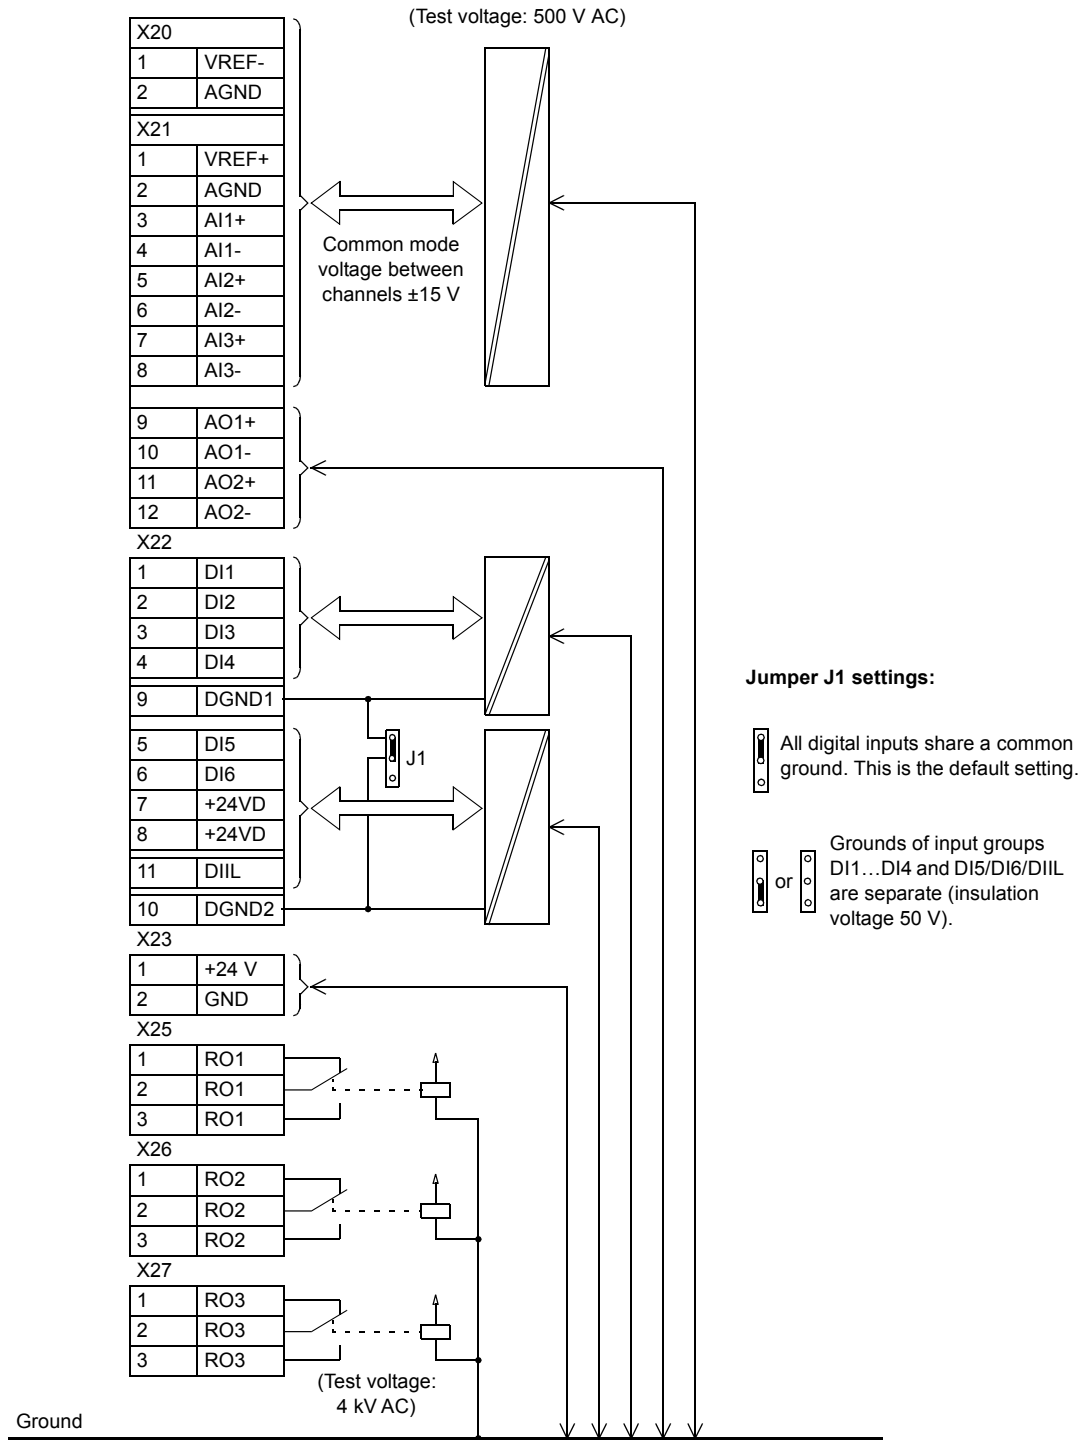 (Test voltage: 500 V AC)
X20
1 VREF-
2 AGND
X21
1 VREF+
2 AGND
3 AI1+
4 AI1-
5 AI2+
6 AI2-
7 AI3+
8 AI3-
Common mode
voltage between
channels ±15 V
9 AO1+
10 AO1-
11 AO2+
12 AO2-
X22
1 DI1
2 DI2
3 DI3
4 DI4
9 DGND1
5 DI5
6 DI6
7 +24VD
8 +24VD
11 DIIL
10 DGND2
J1
Jumper J1 settings:
All digital inputs share a common
ground. This is the default setting.
or
Grounds of input groups
DI1…DI4 and DI5/DI6/DIIL
are separate (insulation
voltage 50 V).
X23
1 +24 V
2 GND
X25
1 RO1
2 RO1
3 RO1
X26
1 RO2
2 RO2
3 RO2
X27
1 RO3
2 RO3
3 RO3
(Test voltage:
4 kV AC)
Ground